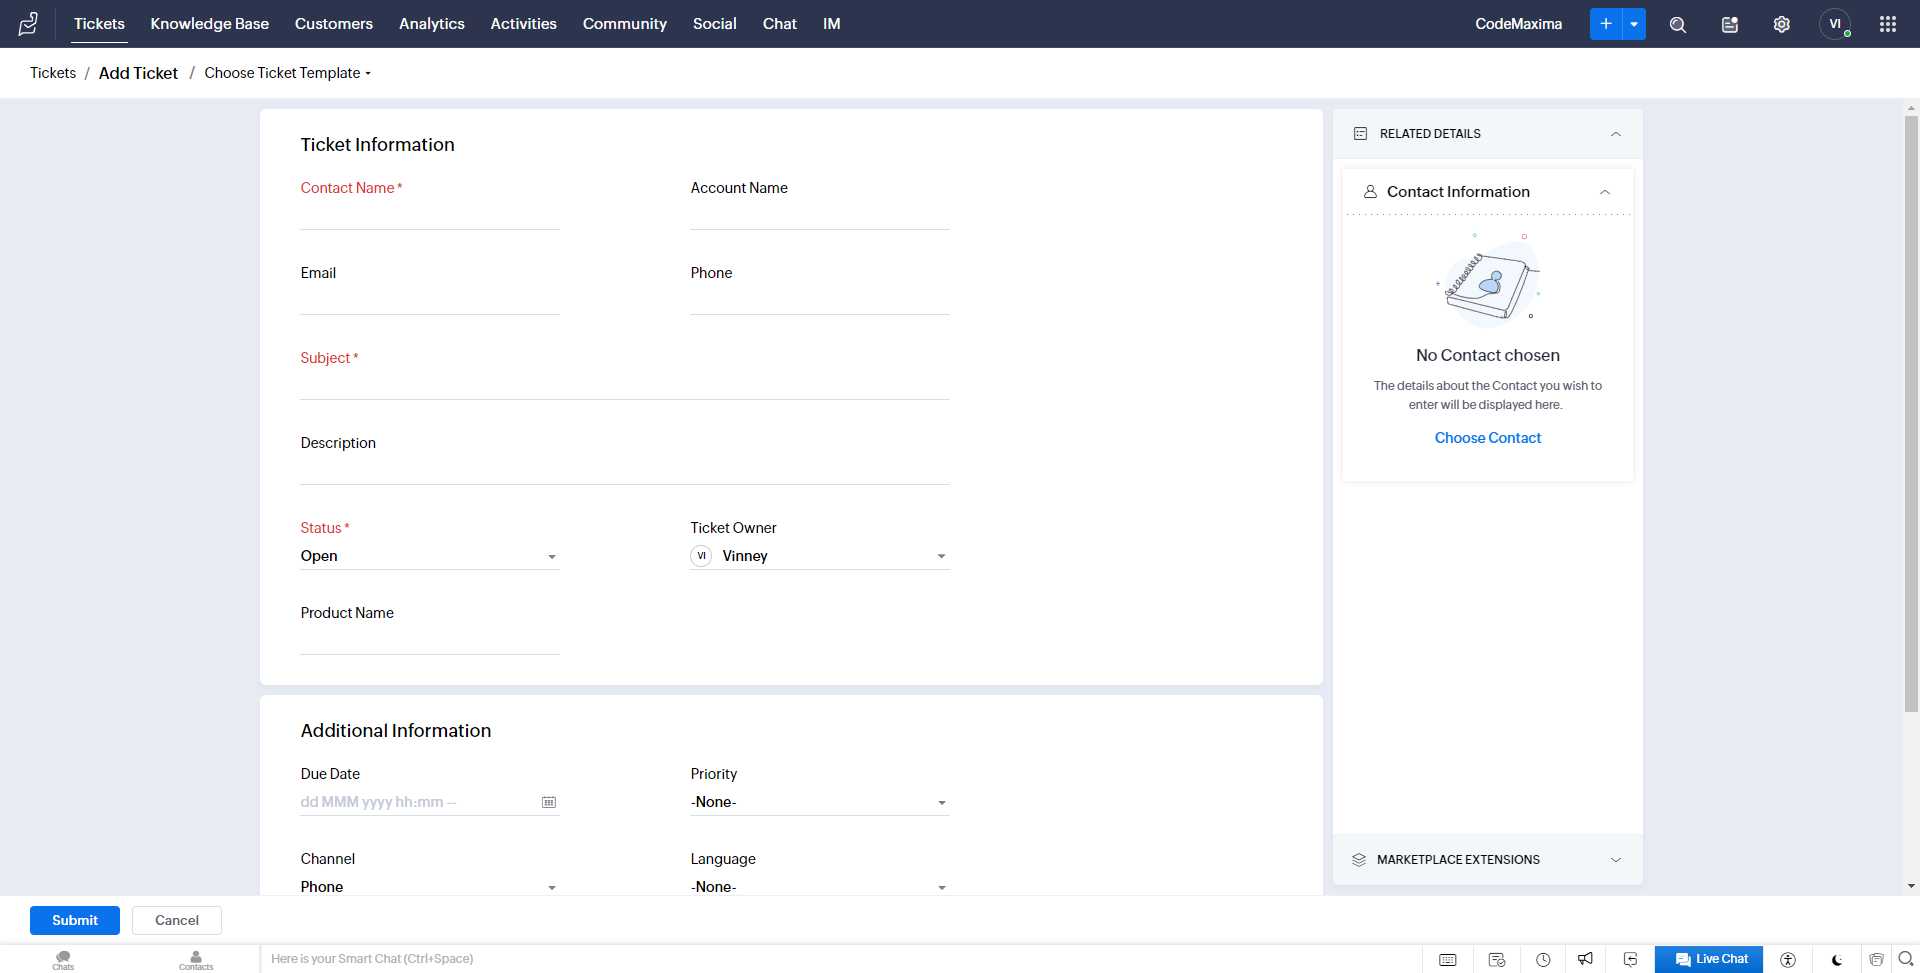 Tickets Knowledge Base Customers Analytics Activities Community Social Chat IM CodeMaxima VI
Tickets / Add Ticket / Choose Ticket Template
Ticket Information
Contact Name *
Account Name
Email
Phone
Subject *
Description
Status *
Open
Ticket Owner
VI Vinney
Product Name
Additional Information
Due Date
dd MMM yyyy hh:mm --
Priority
-None-
Channel
Phone
Language
-None-
RELATED DETAILS
Contact Information
No Contact chosen
The details about the Contact you wish to
enter will be displayed here.
Choose Contact
MARKETPLACE EXTENSIONS
Submit Cancel
Chats Contacts Here is your Smart Chat (Ctrl+Space) Live Chat